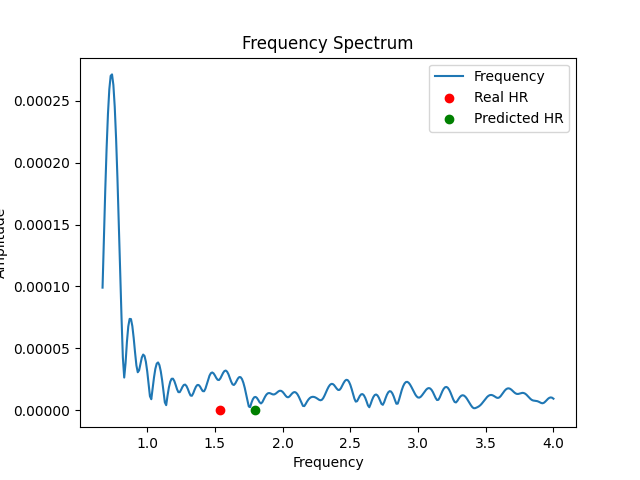 Frequency Spectrum
Frequency
Real HR
Predicted HR
0.00025
0.00020
0.00015
0.00010
0.00005
0.00000
Amplitude
1.0 1.5 2.0 2.5 3.0 3.5 4.0
Frequency